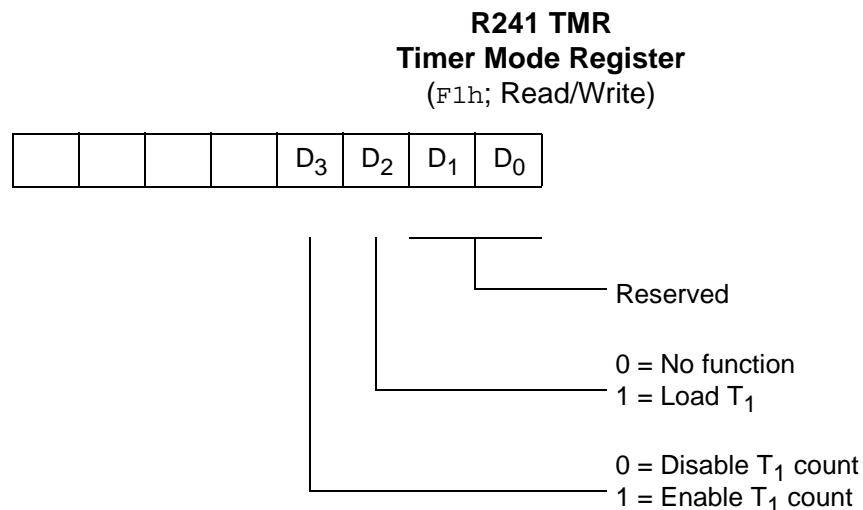 R241 TMR
Timer Mode Register
(F1h; Read/Write)
D3 D2 D1 D0
Reserved
0 = No function
1 = Load T1
0 = Disable T1 count
1 = Enable T1 count